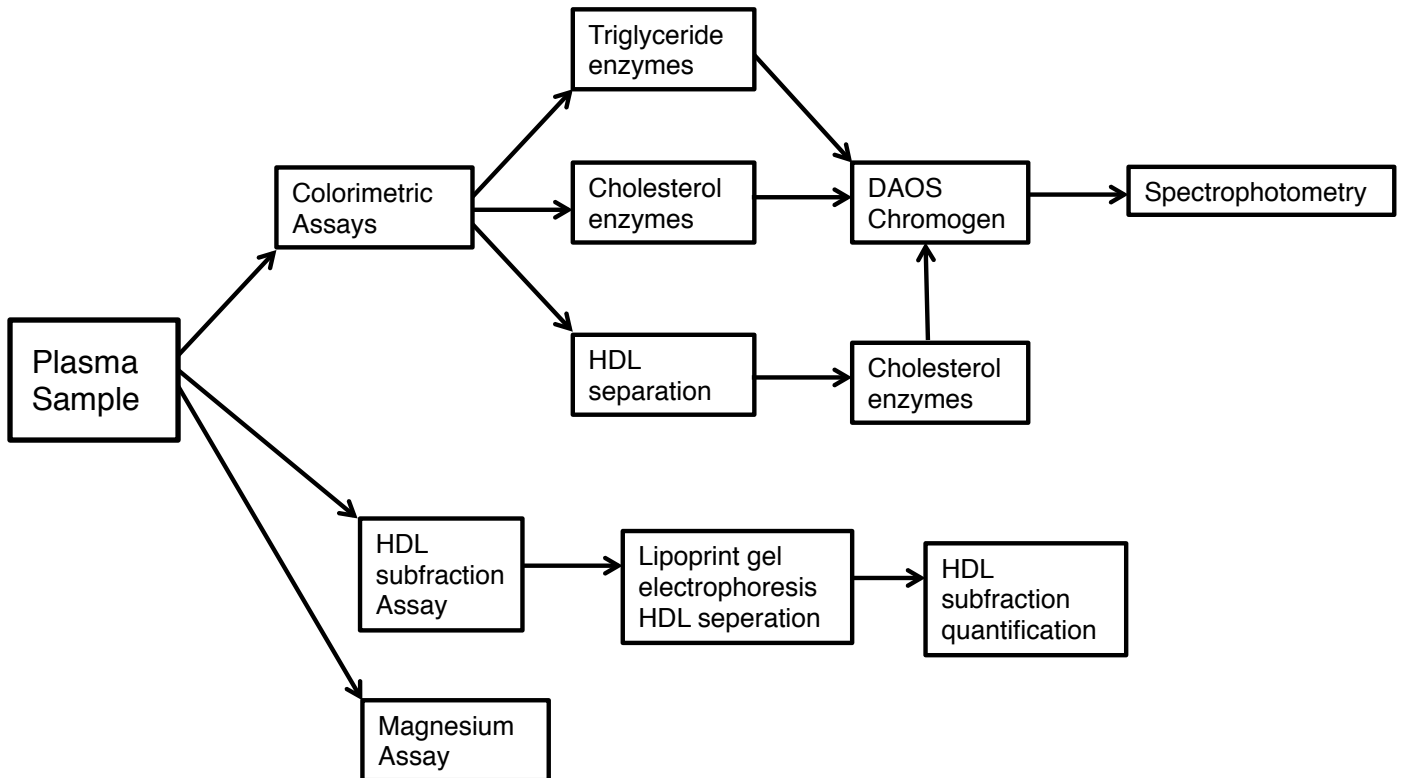 Triglyceride
enzymes
Colorimetric
Assays
Cholesterol
enzymes
DAOS
Chromogen
Spectrophotometry
Plasma
Sample
HDL
separation
Cholesterol
enzymes
HDL
subfraction
Assay
Lipoprint gel
electrophoresis
HDL seperation
HDL
subfraction
quantification
Magnesium
Assay